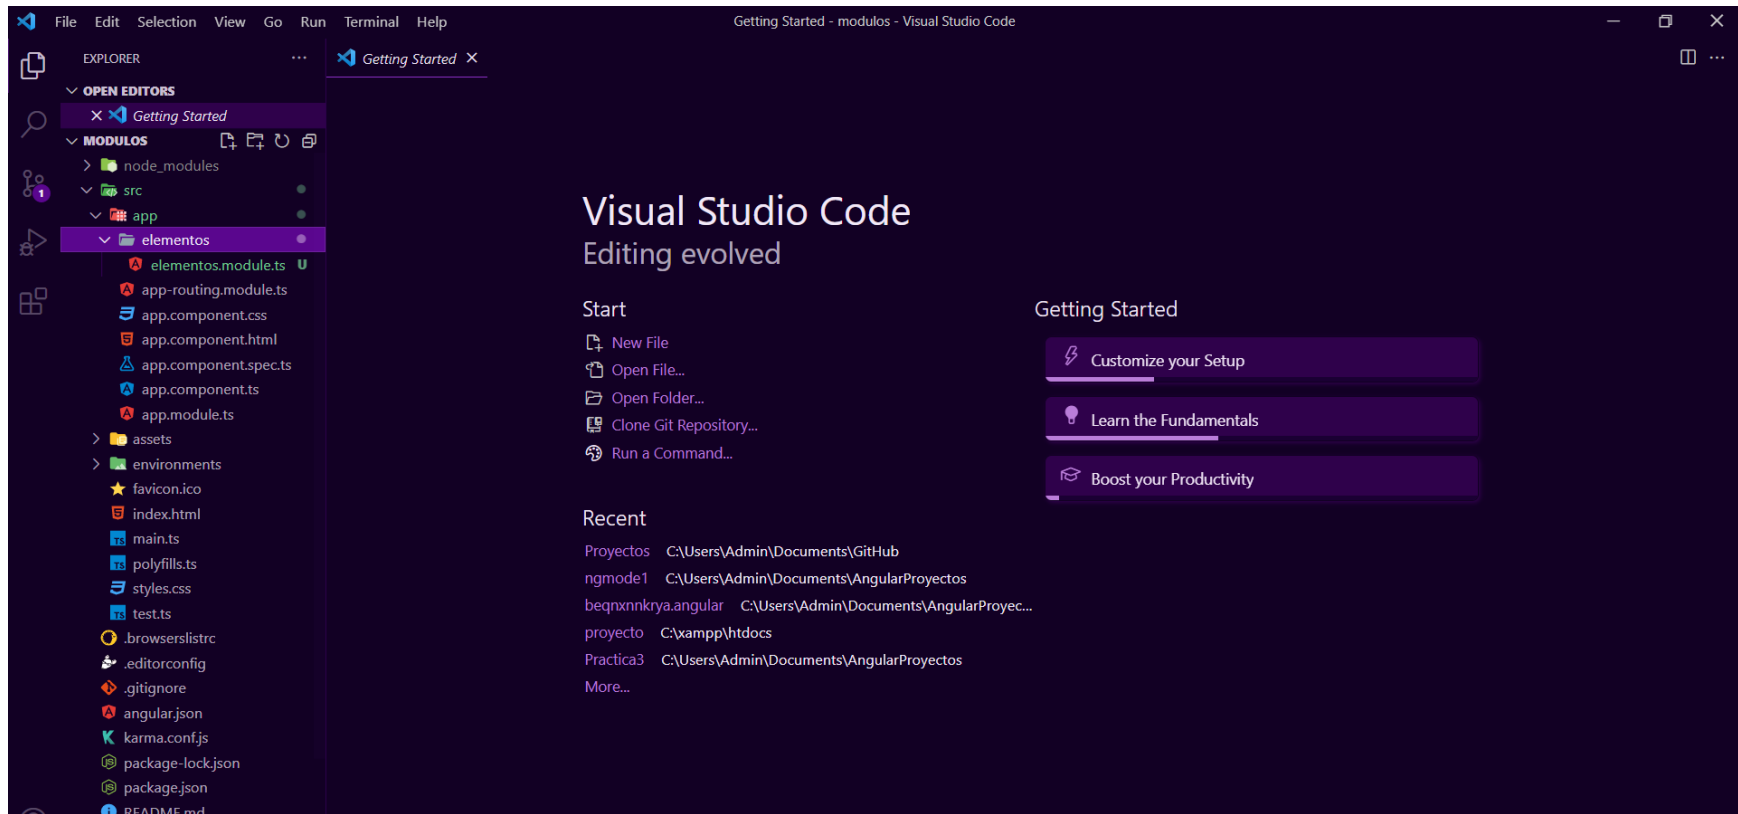 File Edit Selection View Go Run Terminal Help
Getting Started - modulos - Visual Studio Code
EXPLORER
OPEN EDITORS
Getting Started
MODULOS
node_modules
src
app
elementos
elementos.module.ts U
app-routing.module.ts
app.component.css
app.component.html
app.component.spec.ts
app.component.ts
app.module.ts
assets
environments
favicon.ico
index.html
main.ts
polyfills.ts
styles.css
test.ts
.browserslistrc
.editorconfig
.gitignore
angular.json
karma.conf.js
package-lock.json
package.json
README.md
1
Getting Started
Visual Studio Code
Editing evolved
Start
New File
Open File...
Open Folder...
Clone Git Repository...
Run a Command...
Recent
Proyectos C:\Users\Admin\Documents\GitHub
ngmode1 C:\Users\Admin\Documents\AngularProyectos
beqnxnnkrya.angular C:\Users\Admin\Documents\AngularProyec...
proyecto C:\xampp\htdocs
Practica3 C:\Users\Admin\Documents\AngularProyectos
More...
Getting Started
Customize your Setup
Learn the Fundamentals
Boost your Productivity